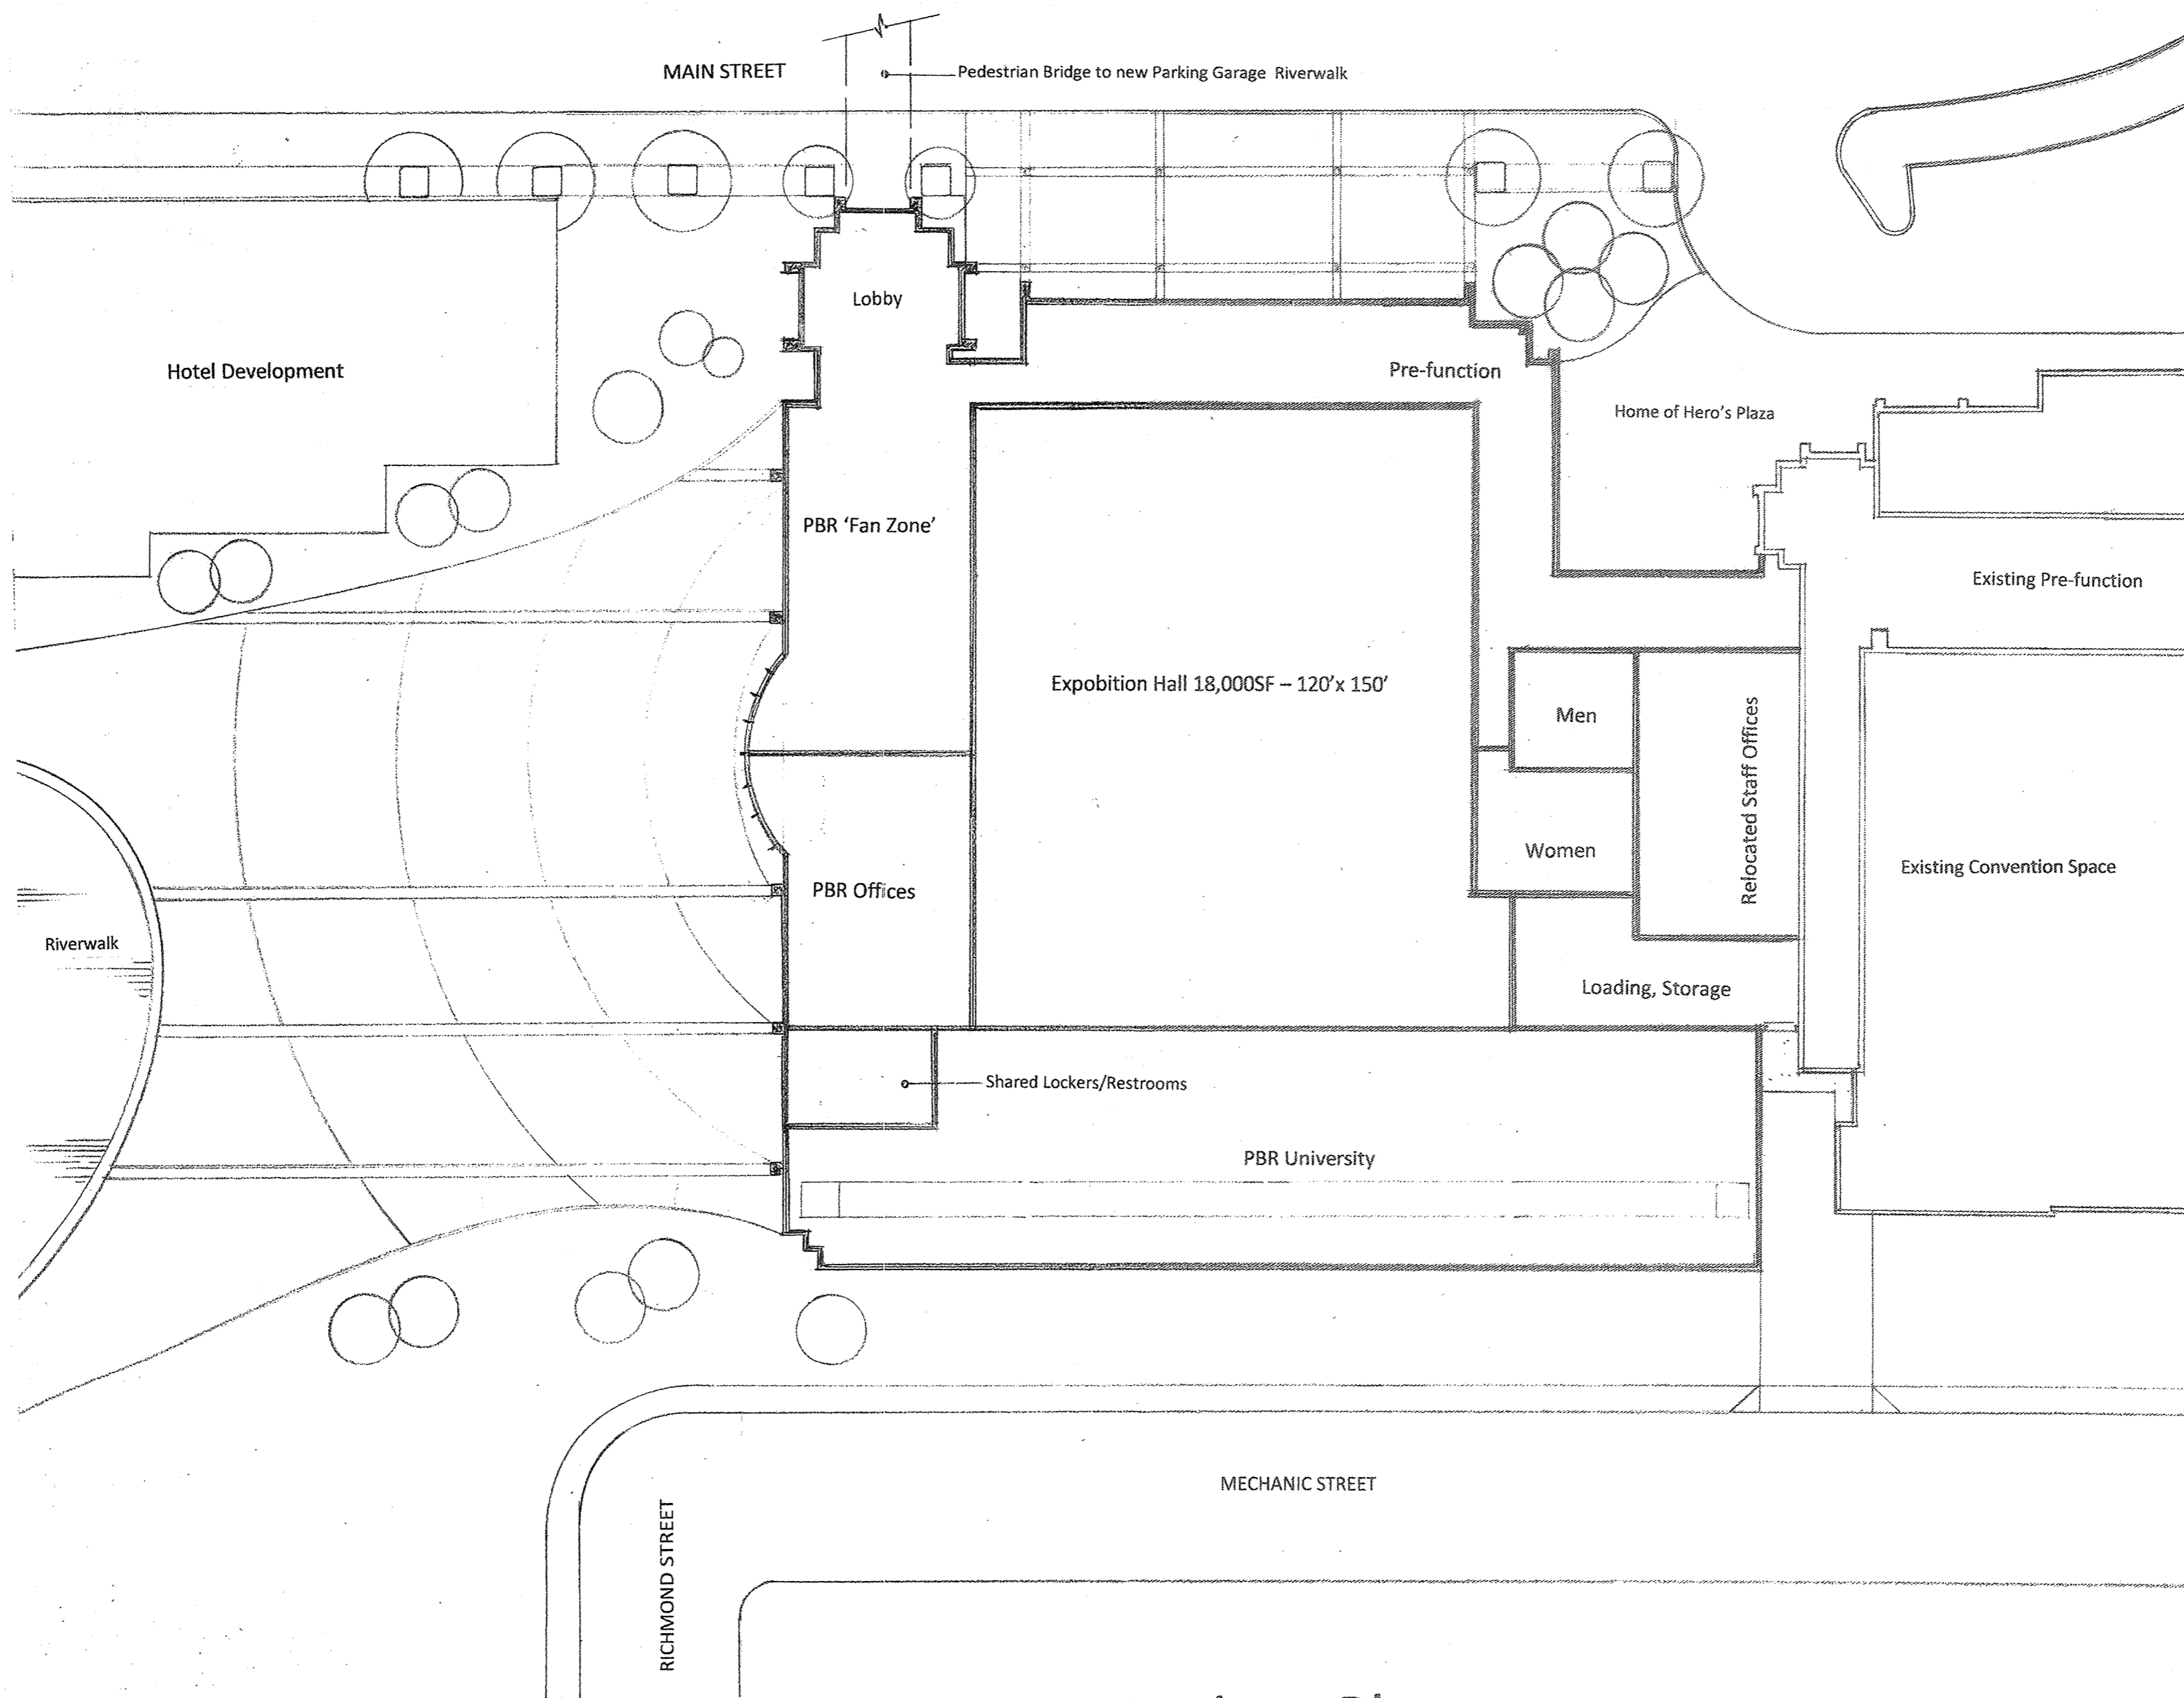 MAIN STREET
Pedestrian Bridge to new Parking Garage Riverwalk
Lobby
Hotel Development
Pre-function
Home of Hero's Plaza
PBR 'Fan Zone'
Existing Pre-function
Expobition Hall 18,000SF – 120'x 150'
Men
Relocated Staff Offices
Women
Existing Convention Space
PBR Offices
Riverwalk
Loading, Storage
Shared Lockers/Restrooms
PBR University
MECHANIC STREET
RICHMOND STREET